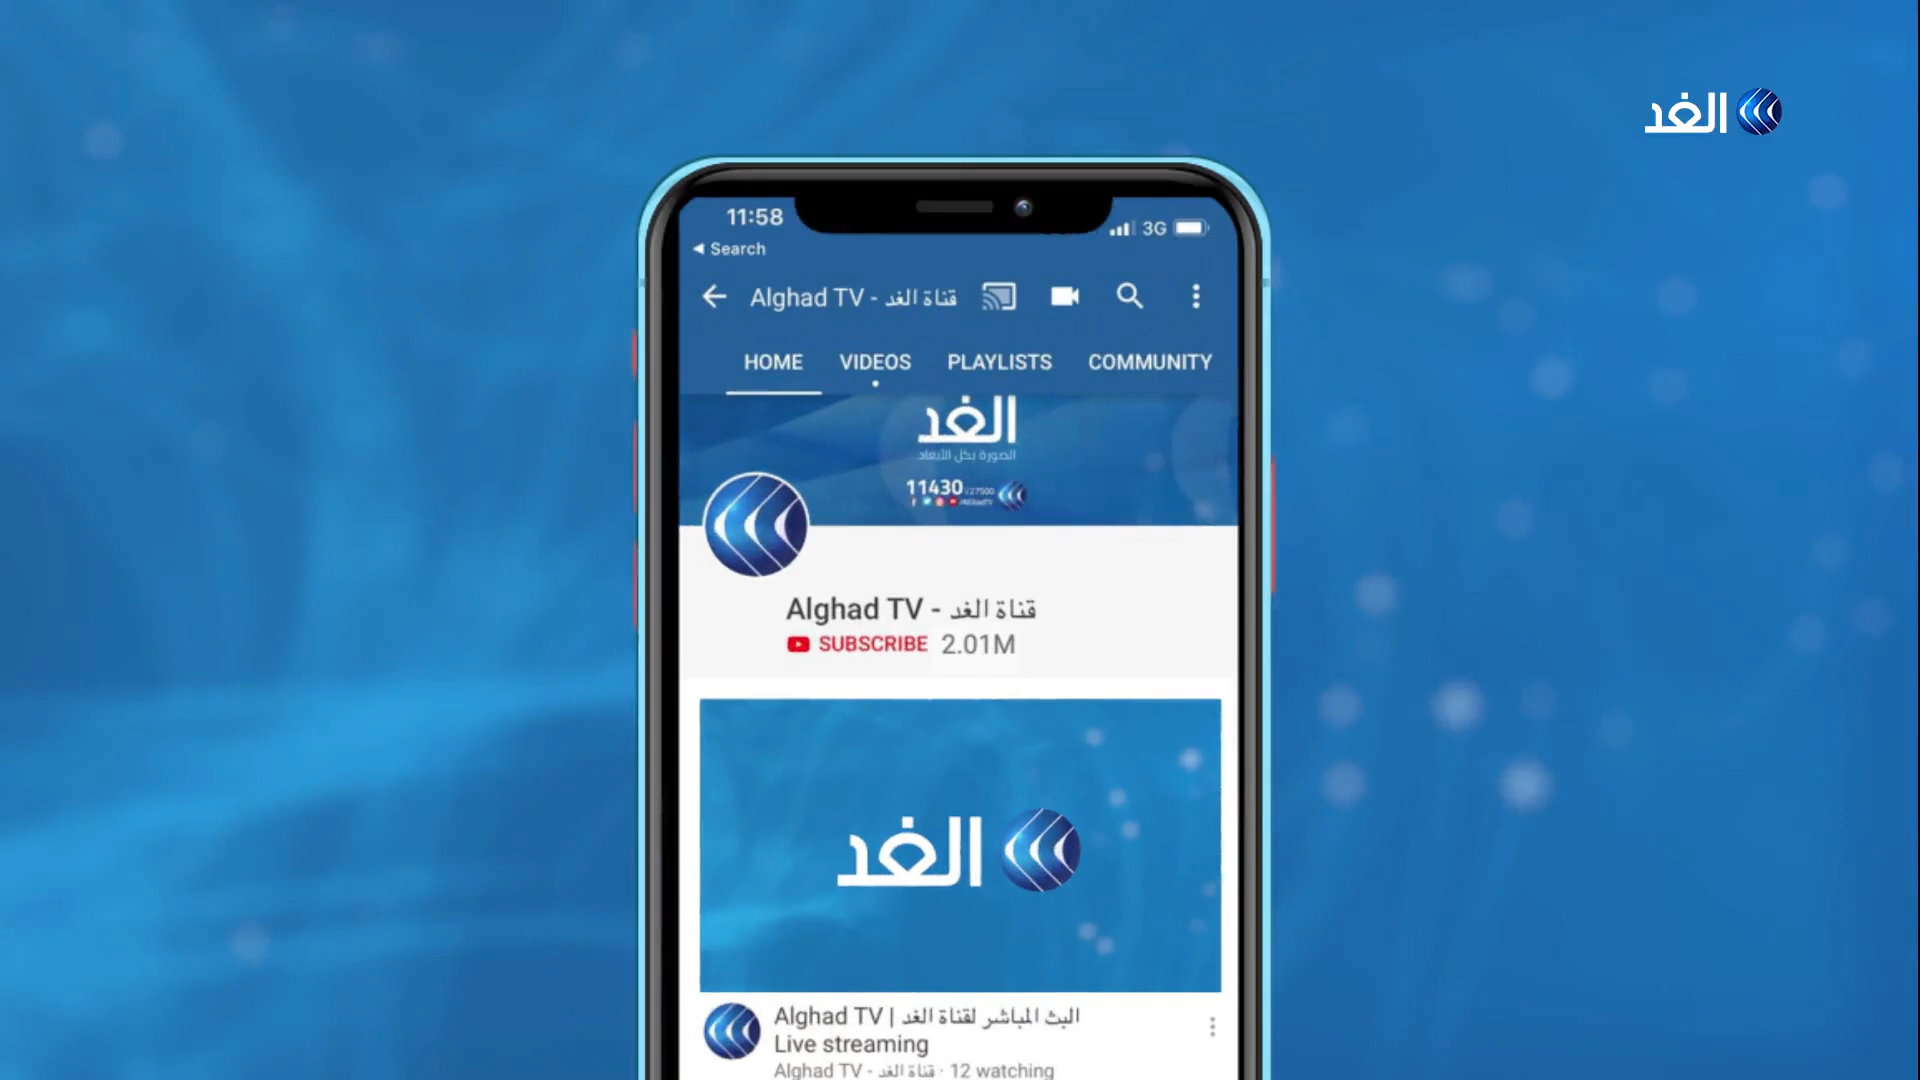 الغد
11:58
3G
Search
Alghad TV - قناة الغد
HOME VIDEOS PLAYLISTS COMMUNITY
الغد
الصورة بكل الأبعاد
11430
27500
Alghad TV - قناة الغد
SUBSCRIBE 2.01M
الغد
Alghad TV | البث المباشر لقناة الغد
Live streaming
Alghad TV - قناة الغد · 12 watching